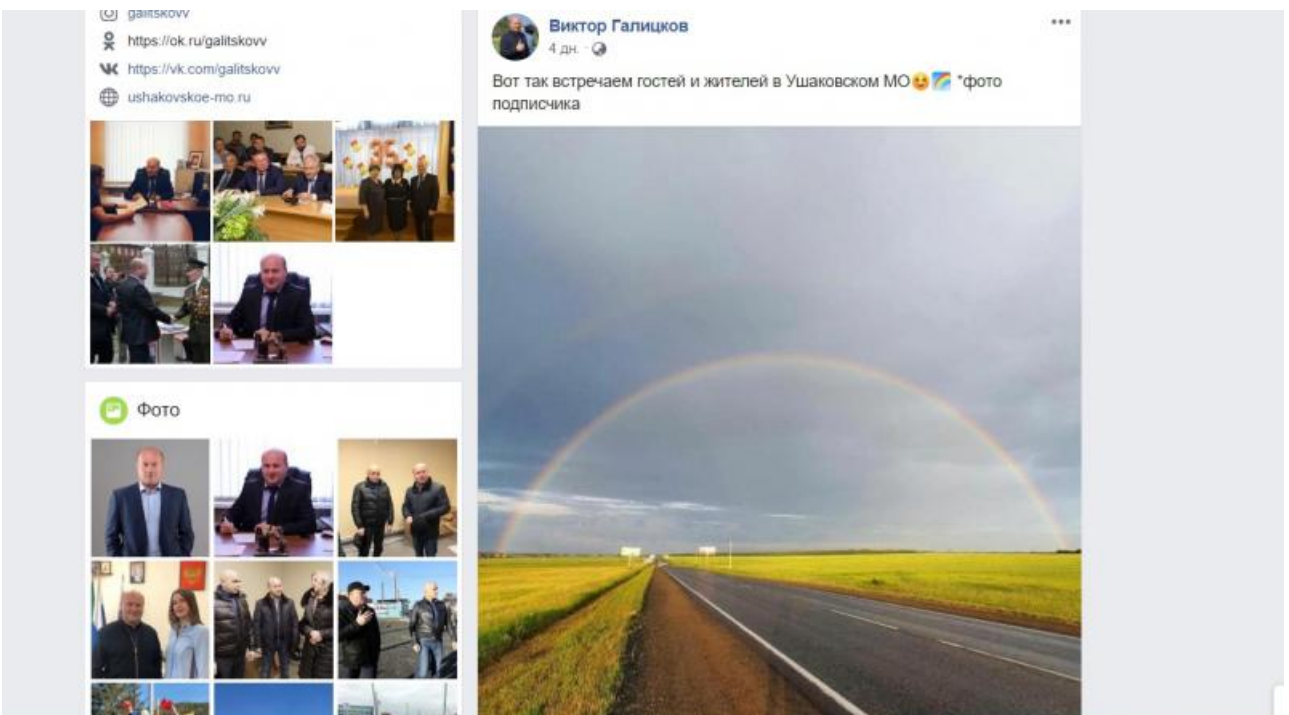 galitskovv
https://ok.ru/galitskovv
https://vk.com/galitskovv
ushakovskoe-mo.ru
Фото
Виктор Галицков
4 дн.
Вот так встречаем гостей и жителей в Ушаковском МО😉🌈 *фото
подписчика